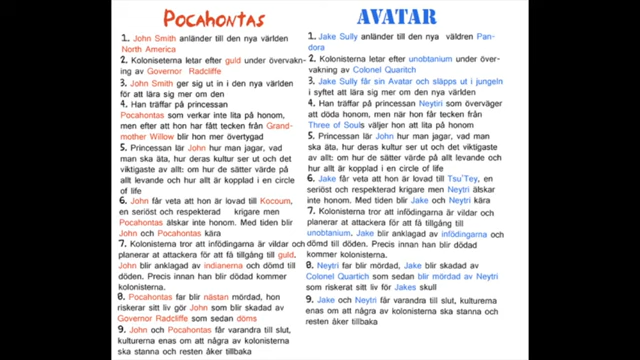 POCAHONTAS
1. John Smith anländer till den nya världen
North America
2. Koloniseterna letar efter guld under övervakn-
ing av Governor Radcliffe
3. John Smith ger sig ut in i den nya världen
för att lära sig mer om den
4. Han träffar på princessan
Pocahontas som verkar inte lita på honom,
men efter att hon har fått tecken från Grand-
mother Willow blir hon mer övertygad
5. Princessan lär John hur man jagar, vad man
ska äta, hur deras kultur ser ut och det viktigaste
av allt: om hur de sätter värde på allt levande
och hur allt är kopplad i en circle
of life
6. John får veta att hon är lovad till Kocoum,
en seriöst och respekterad krigare men
Pocahontas älskar inte honom. Med tiden blir
John och Pocahontas kära
7. Kolonisterna tror att infödingarna är vildar och
planerar at attackera för att få tillgång till guld.
John blir anklagad av indianerna och dömd till
döden. Precis innan han blir dödad kommer
kolonisterna.
8. Pocahontas far blir nästan mördad, hon
riskerar sitt liv gör John som blir skadad av
Governor Radcliffe som sedan döms
9. John och Pocahontas får varandra till slut,
kulturerna enas om att några av kolonisterna
ska stanna och resten åker tillbaka
AVATAR
1. Jake Sully anländer till den nya väldren Pan-
dora
2. Kolonisterna letar efter unobtanium under över-
vakning av Colonel Quaritch
3. Jake Sully får sin Avatar och släpps ut i jungeln
i syftet att lära sig mer om den nya världen
4. Han träffar på princessan Neytiri som överväger
att döda honom, men när hon får tecken från
Three of Souls väljer hon att lita på honom
5. Princessan lär John hur man jagar, vad
man ska äta, hur deras kultur ser ut och det viktigaste
av allt: om hur de sätter värde på allt levande och
hur allt är kopplad i en circle of life
6. Jake får veta att hon är lovad till Tsu'Tey, en
seriöst och respekterad krigare men Neytri älskar
inte honom. Med tiden blir Jake och Neytri kära
7. Kolonisterna tror att infödingarna är vildar och
planerar at attackera för att få tillgång till
unobtanium, Jake blir anklagad av infödingarna och
dömd till döden. Precis innan han blir dödad
kommer kolonisterna.
8. Neytri far blir mördad, Jake blir skadad av
Colonel Quartich som sedan blir mördad av Neytri
som riskerat sitt liv för Jakes skull
9. Jake och Neytri får varandra till slut, kulturerna
enas om att några av kolonisterna ska stanna och
resten åker tillbaka